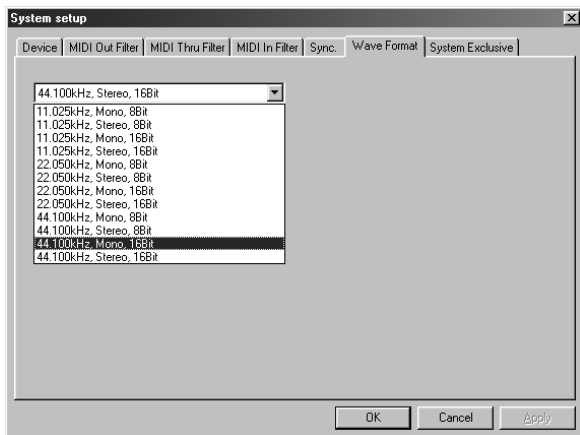 System setup
Device MIDI Out Filter MIDI Thru Filter MIDI In Filter Sync. Wave Format System Exclusive
44.100kHz, Stereo, 16Bit
11.025kHz, Mono, 8Bit
11.025kHz, Stereo, 8Bit
11.025kHz, Mono, 16Bit
11.025kHz, Stereo, 16Bit
22.050kHz, Mono, 8Bit
22.050kHz, Stereo, 8Bit
22.050kHz, Mono, 16Bit
22.050kHz, Stereo, 16Bit
44.100kHz, Mono, 8Bit
44.100kHz, Stereo, 8Bit
44.100kHz, Mono, 16Bit
44.100kHz, Stereo, 16Bit
OK Cancel Apply